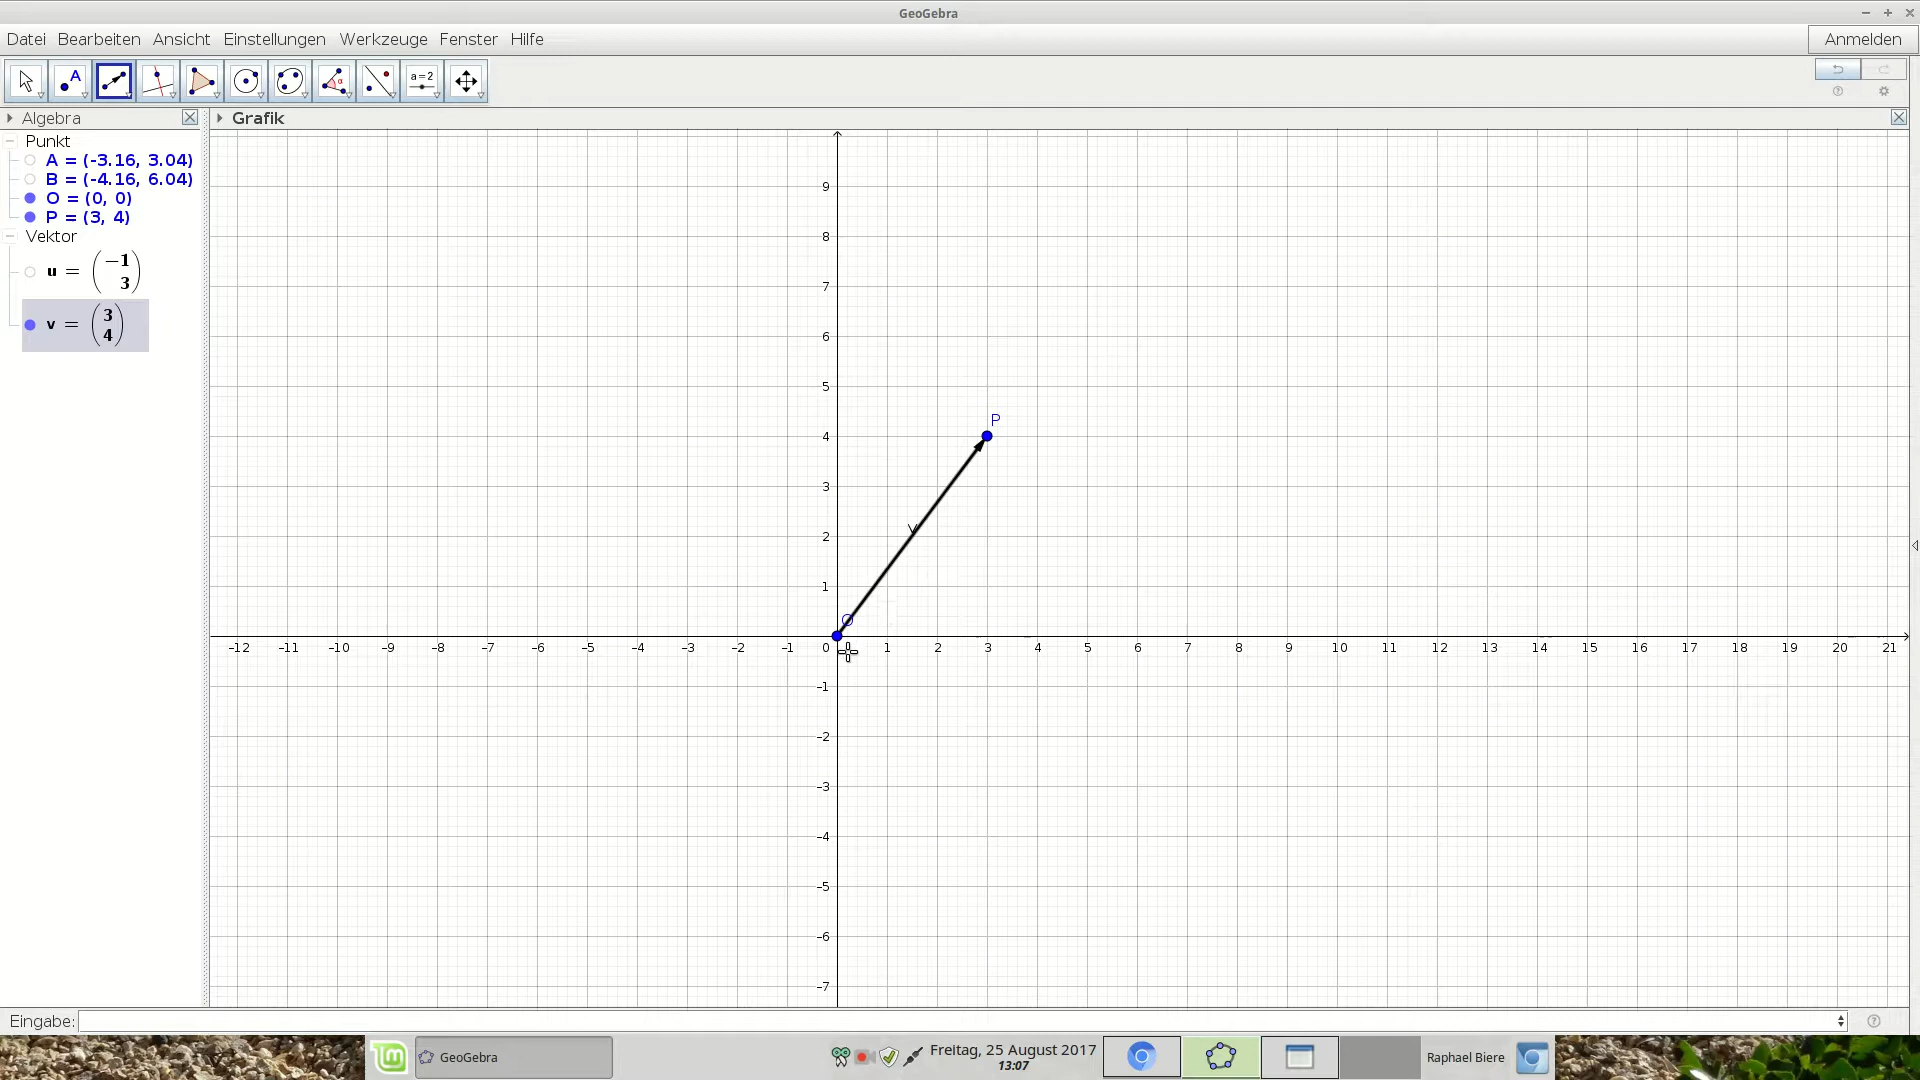 GeoGebra
Datei Bearbeiten Ansicht Einstellungen Werkzeuge Fenster Hilfe
Anmelden
A α a=2
Algebra
Grafik
Punkt
A = (-3.16, 3.04)
B = (-4.16, 6.04)
O = (0, 0)
P = (3, 4)
Vektor
u = (−1
3)
v = (3
4)
9
8
7
6
5
P
4
3
v
2
1
O
-12 -11 -10 -9 -8 -7 -6 -5 -4 -3 -2 -1 0 1 2 3 4 5 6 7 8 9 10 11 12 13 14 15 16 17 18 19 20 21
-1
-2
-3
-4
-5
-6
-7
Eingabe:
GeoGebra
Freitag, 25 August 2017
13:07
Raphael Biere